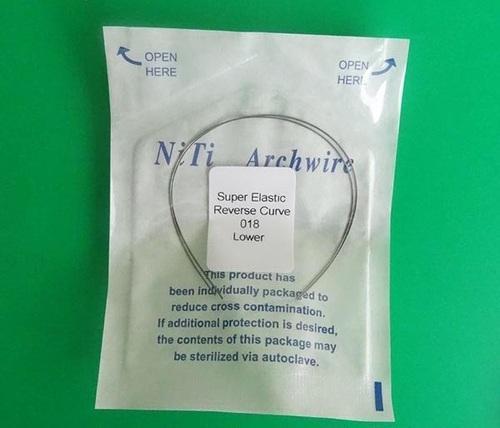 OPEN HERE
OPEN HERE
NiTi Archwire
Super Elastic
Reverse Curve
018
Lower
This product has
been individually packaged to
reduce cross contamination.
If additional protection is desired,
the contents of this package may
be sterilized via autoclave.